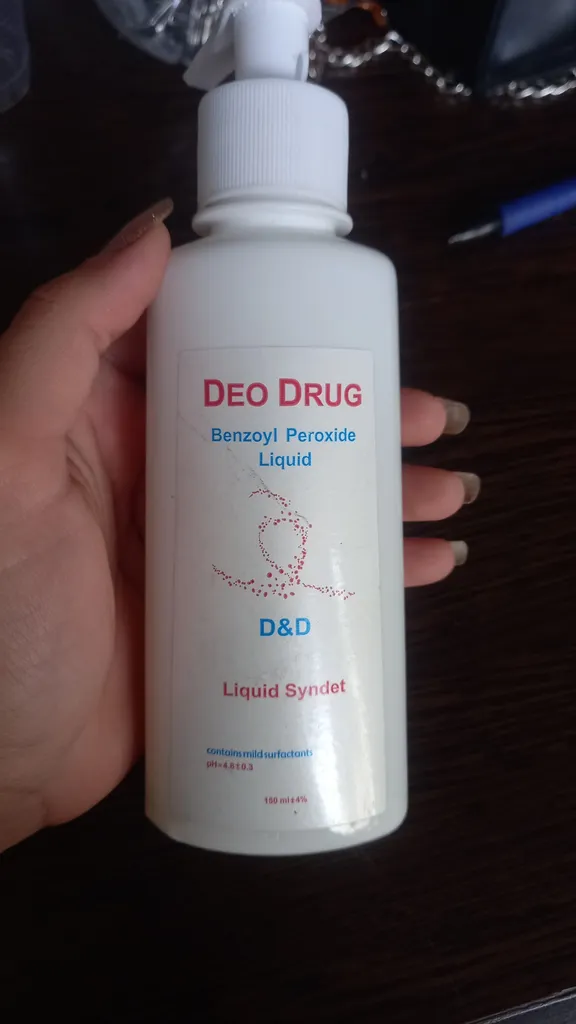 DEO DRUG
Benzoyl Peroxide
Liquid
D&D
Liquid Syndet
contains mild surfactants
pH=4.8±0.3
150 ml ±4%